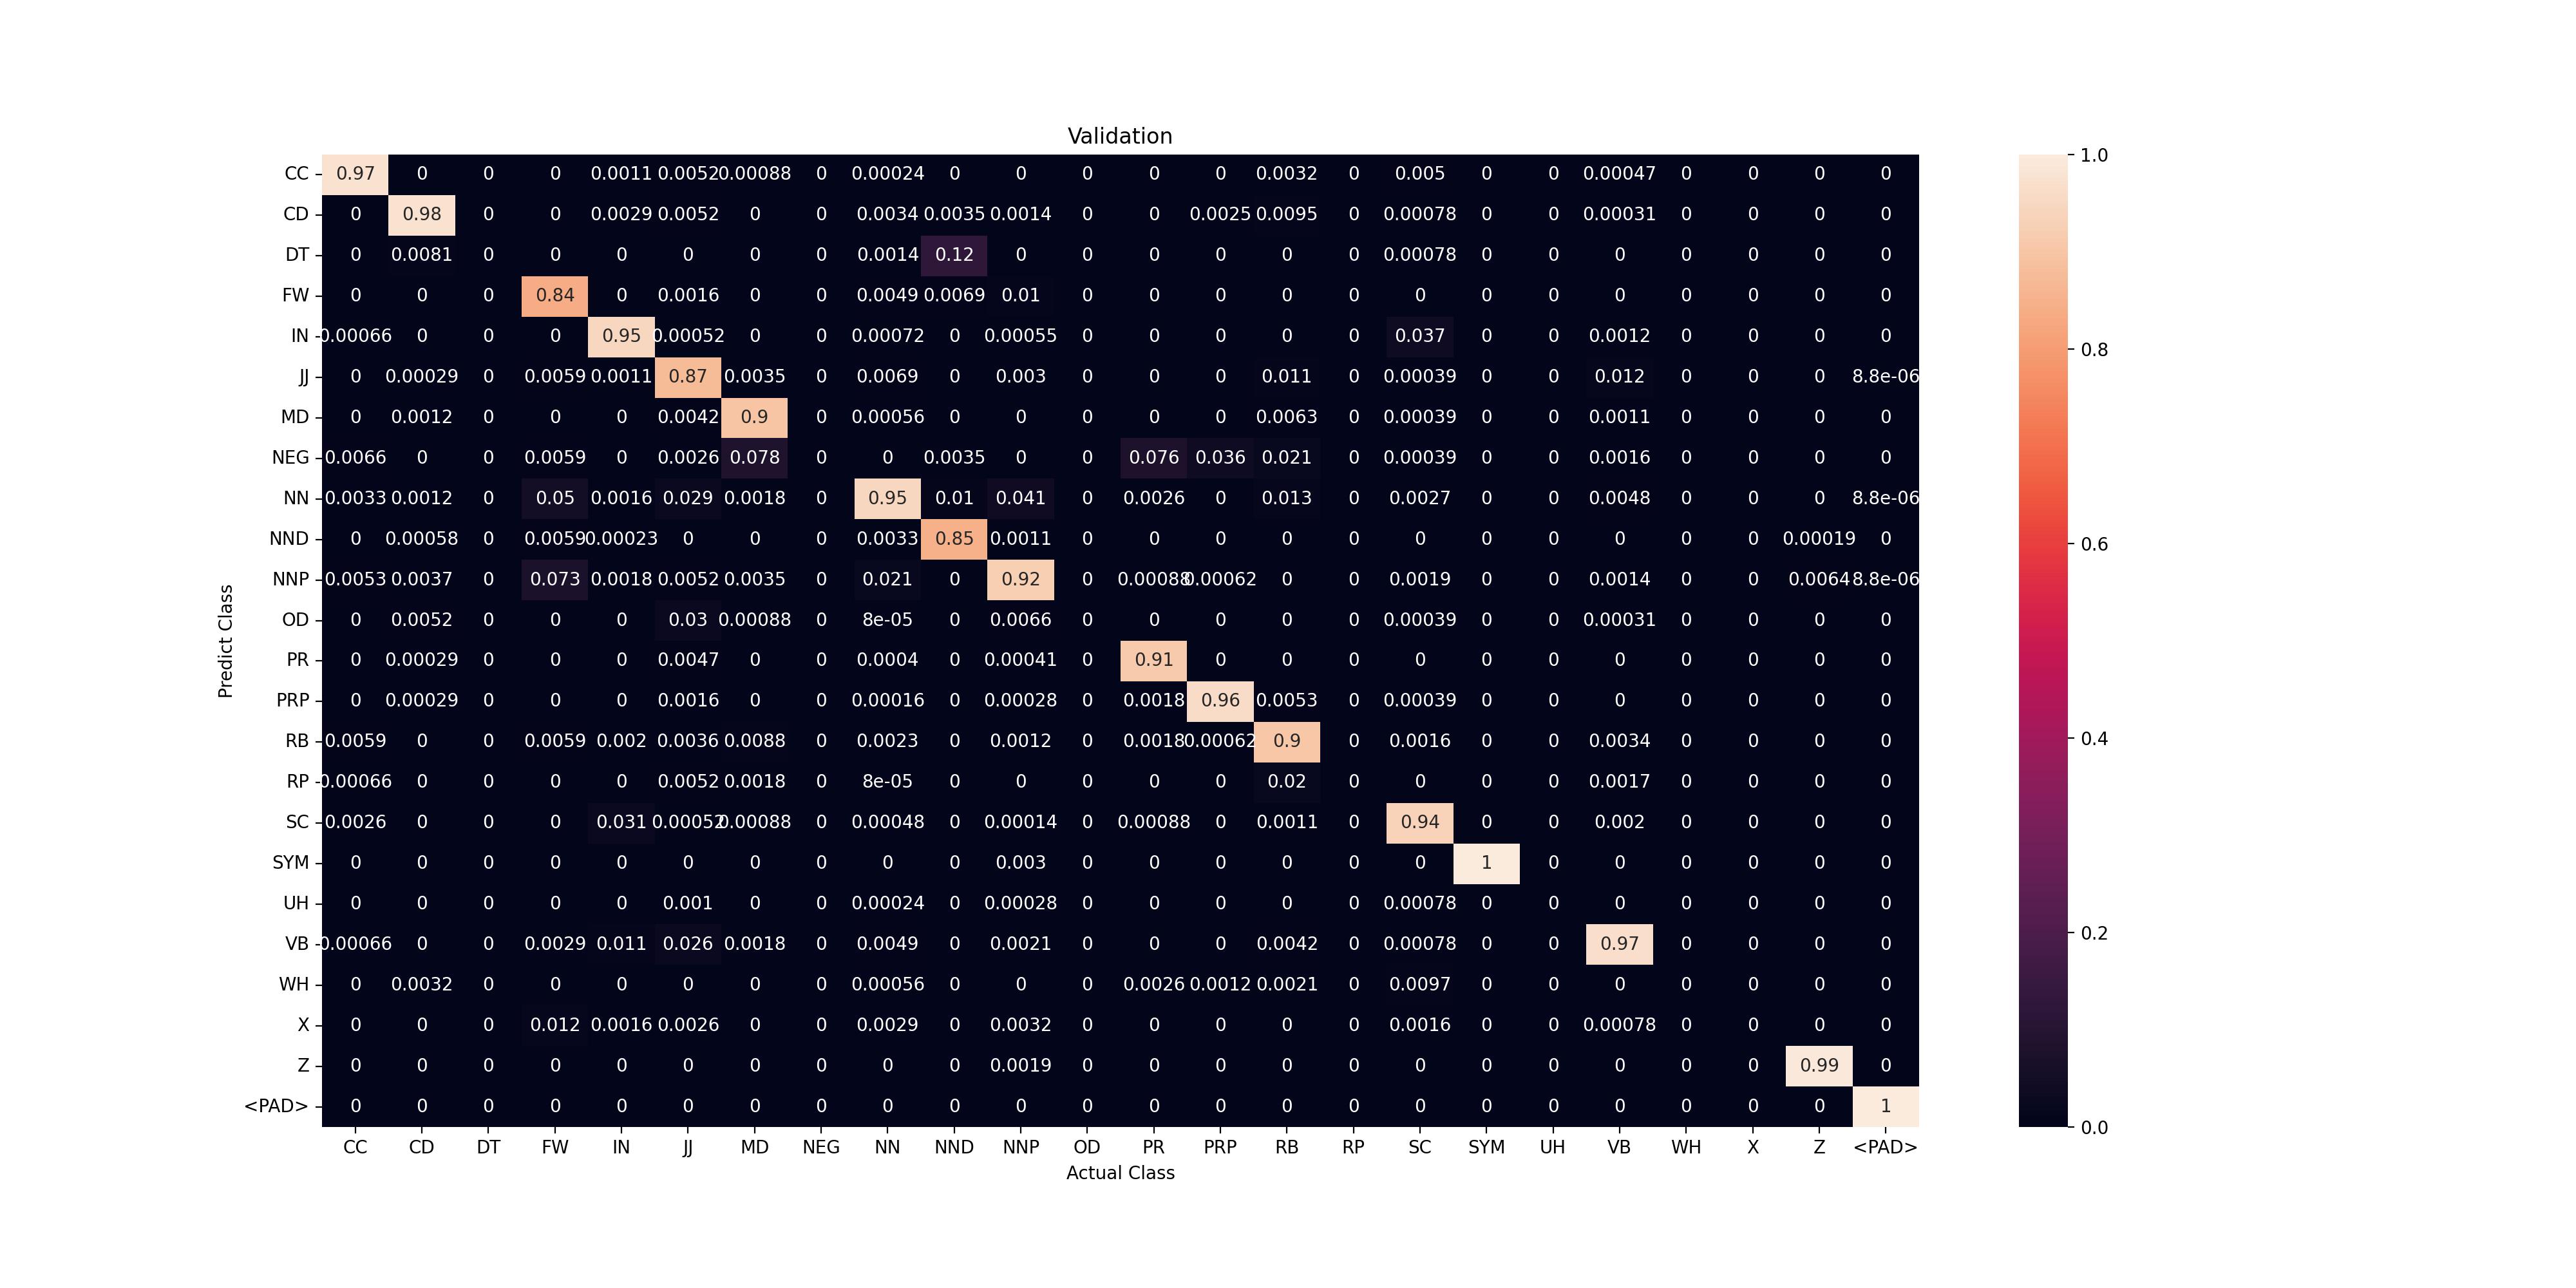 Validation
CC 0.97 0 0 0 0.0011 0.0052 0.00088 0 0.00024 0 0 0 0 0 0.0032 0 0.005 0 0 0.00047 0 0 0 0 1.0
CD 0 0.98 0 0 0.0029 0.0052 0 0 0.0034 0.0035 0.0014 0 0 0.0025 0.0095 0 0.00078 0 0 0.00031 0 0 0 0
DT 0 0.0081 0 0 0 0 0 0 0.0014 0.12 0 0 0 0 0 0 0.00078 0 0 0 0 0 0 0
FW 0 0 0 0.84 0 0.0016 0 0 0.0049 0.0069 0.01 0 0 0 0 0 0 0 0 0 0 0 0 0
IN 0.00066 0 0 0 0.95 0.00052 0 0 0.00072 0 0.00055 0 0 0 0 0 0.037 0 0 0.0012 0 0 0 0 0.8
JJ 0 0.00029 0 0.0059 0.0011 0.87 0.0035 0 0.0069 0 0.003 0 0 0 0.011 0 0.00039 0 0 0.012 0 0 0 8.8e-06
MD 0 0.0012 0 0 0 0.0042 0.9 0 0.00056 0 0 0 0 0 0.0063 0 0.00039 0 0 0.0011 0 0 0 0
NEG 0.0066 0 0 0.0059 0 0.0026 0.078 0 0 0.0035 0 0 0.076 0.036 0.021 0 0.00039 0 0 0.0016 0 0 0 0
NN 0.0033 0.0012 0 0.05 0.0016 0.029 0.0018 0 0.95 0.01 0.041 0 0.0026 0 0.013 0 0.0027 0 0 0.0048 0 0 0 8.8e-06
NND 0 0.00058 0 0.0059 0.00023 0 0 0 0.0033 0.85 0.0011 0 0 0 0 0 0 0 0 0 0 0 0.00019 0 0.6
NNP 0.0053 0.0037 0 0.073 0.0018 0.0052 0.0035 0 0.021 0 0.92 0 0.00088 0.00062 0 0 0.0019 0 0 0.0014 0 0 0.0064 8.8e-06
OD 0 0.0052 0 0 0 0.03 0.00088 0 8e-05 0 0.0066 0 0 0 0 0 0.00039 0 0 0.00031 0 0 0 0
Predict Class
PR 0 0.00029 0 0 0 0.0047 0 0 0.0004 0 0.00041 0 0.91 0 0 0 0 0 0 0 0 0 0 0
PRP 0 0.00029 0 0 0 0.0016 0 0 0.00016 0 0.00028 0 0.0018 0.96 0.0053 0 0.00039 0 0 0 0 0 0 0
RB 0.0059 0 0 0.0059 0.002 0.0036 0.0088 0 0.0023 0 0.0012 0 0.0018 0.00062 0.9 0 0.0016 0 0 0.0034 0 0 0 0 0.4
RP 0.00066 0 0 0 0 0.0052 0.0018 0 8e-05 0 0 0 0 0 0.02 0 0 0 0 0.0017 0 0 0 0
SC 0.0026 0 0 0 0.031 0.00052 0.00088 0 0.00048 0 0.00014 0 0.00088 0 0.0011 0 0.94 0 0 0.002 0 0 0 0
SYM 0 0 0 0 0 0 0 0 0 0 0.003 0 0 0 0 0 0 1 0 0 0 0 0 0
UH 0 0 0 0 0 0.001 0 0 0.00024 0 0.00028 0 0 0 0 0 0.00078 0 0 0 0 0 0 0
VB 0.00066 0 0 0.0029 0.011 0.026 0.0018 0 0.0049 0 0.0021 0 0 0 0.0042 0 0.00078 0 0 0.97 0 0 0 0 0.2
WH 0 0.0032 0 0 0 0 0 0 0.00056 0 0 0 0.0026 0.0012 0.0021 0 0.0097 0 0 0 0 0 0 0
X 0 0 0 0.012 0.0016 0.0026 0 0 0.0029 0 0.0032 0 0 0 0 0 0.0016 0 0 0.00078 0 0 0 0
Z 0 0 0 0 0 0 0 0 0 0 0.0019 0 0 0 0 0 0 0 0 0 0 0 0.99 0
<PAD> 0 0 0 0 0 0 0 0 0 0 0 0 0 0 0 0 0 0 0 0 0 0 0 1 0.0
CC CD DT FW IN JJ MD NEG NN NND NNP OD PR PRP RB RP SC SYM UH VB WH X Z <PAD>
Actual Class